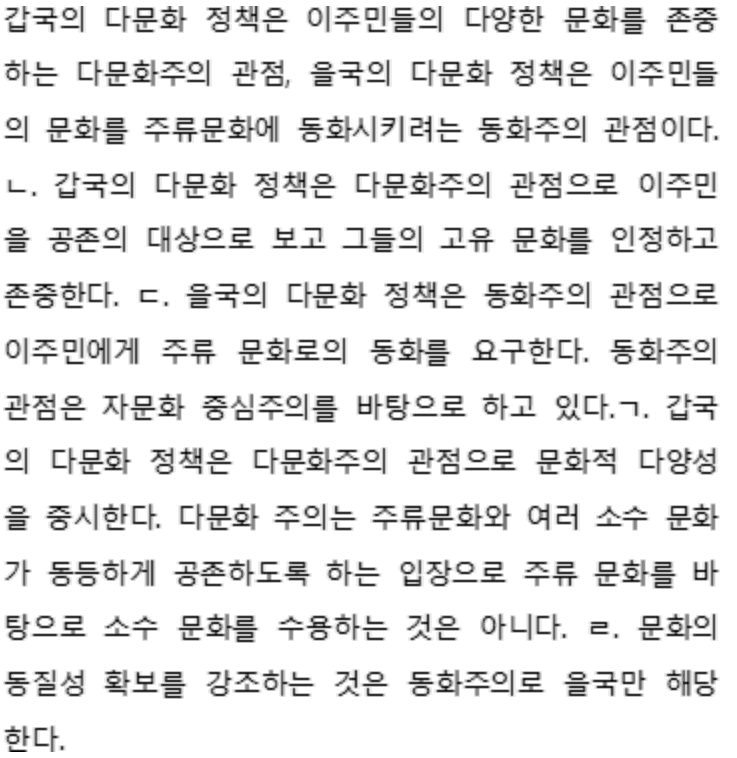 갑국의 다문화 정책은 이주민들의 다양한 문화를 존중
하는 다문화주의 관점, 을국의 다문화 정책은 이주민들
의 문화를 주류문화에 동화시키려는 동화주의 관점이다.
ㄴ. 갑국의 다문화 정책은 다문화주의 관점으로 이주민
을 공존의 대상으로 보고 그들의 고유 문화를 인정하고
존중한다. ㄷ. 을국의 다문화 정책은 동화주의 관점으로
이주민에게 주류 문화로의 동화를 요구한다. 동화주의
관점은 자문화 중심주의를 바탕으로 하고 있다.ㄱ. 갑국
의 다문화 정책은 다문화주의 관점으로 문화적 다양성
을 중시한다. 다문화 주의는 주류문화와 여러 소수 문화
가 동등하게 공존하도록 하는 입장으로 주류 문화를 바
탕으로 소수 문화를 수용하는 것은 아니다. ㄹ. 문화의
동질성 확보를 강조하는 것은 동화주의로 을국만 해당
한다.